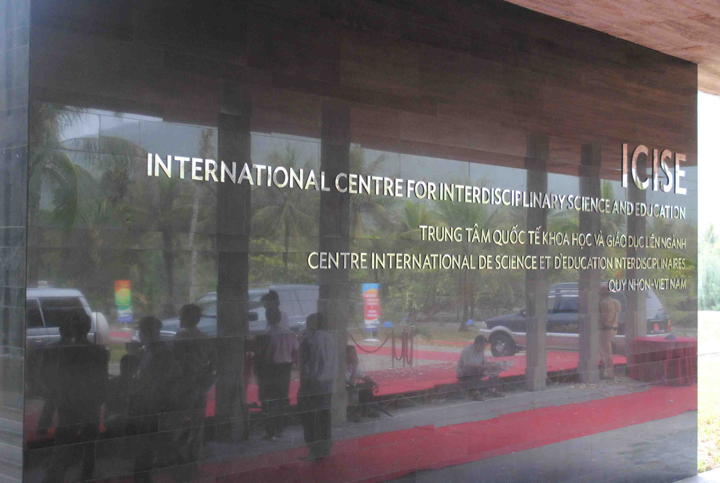 ICISE
INTERNATIONAL CENTRE FOR INTERDISCIPLINARY SCIENCE AND EDUCATION
TRUNG TÂM QUỐC TẾ KHOA HỌC VÀ GIÁO DỤC LIÊN NGÀNH
CENTRE INTERNATIONAL DE SCIENCE ET D'EDUCATION INTERDISCIPLINAIRES
QUY NHON-VIET NAM